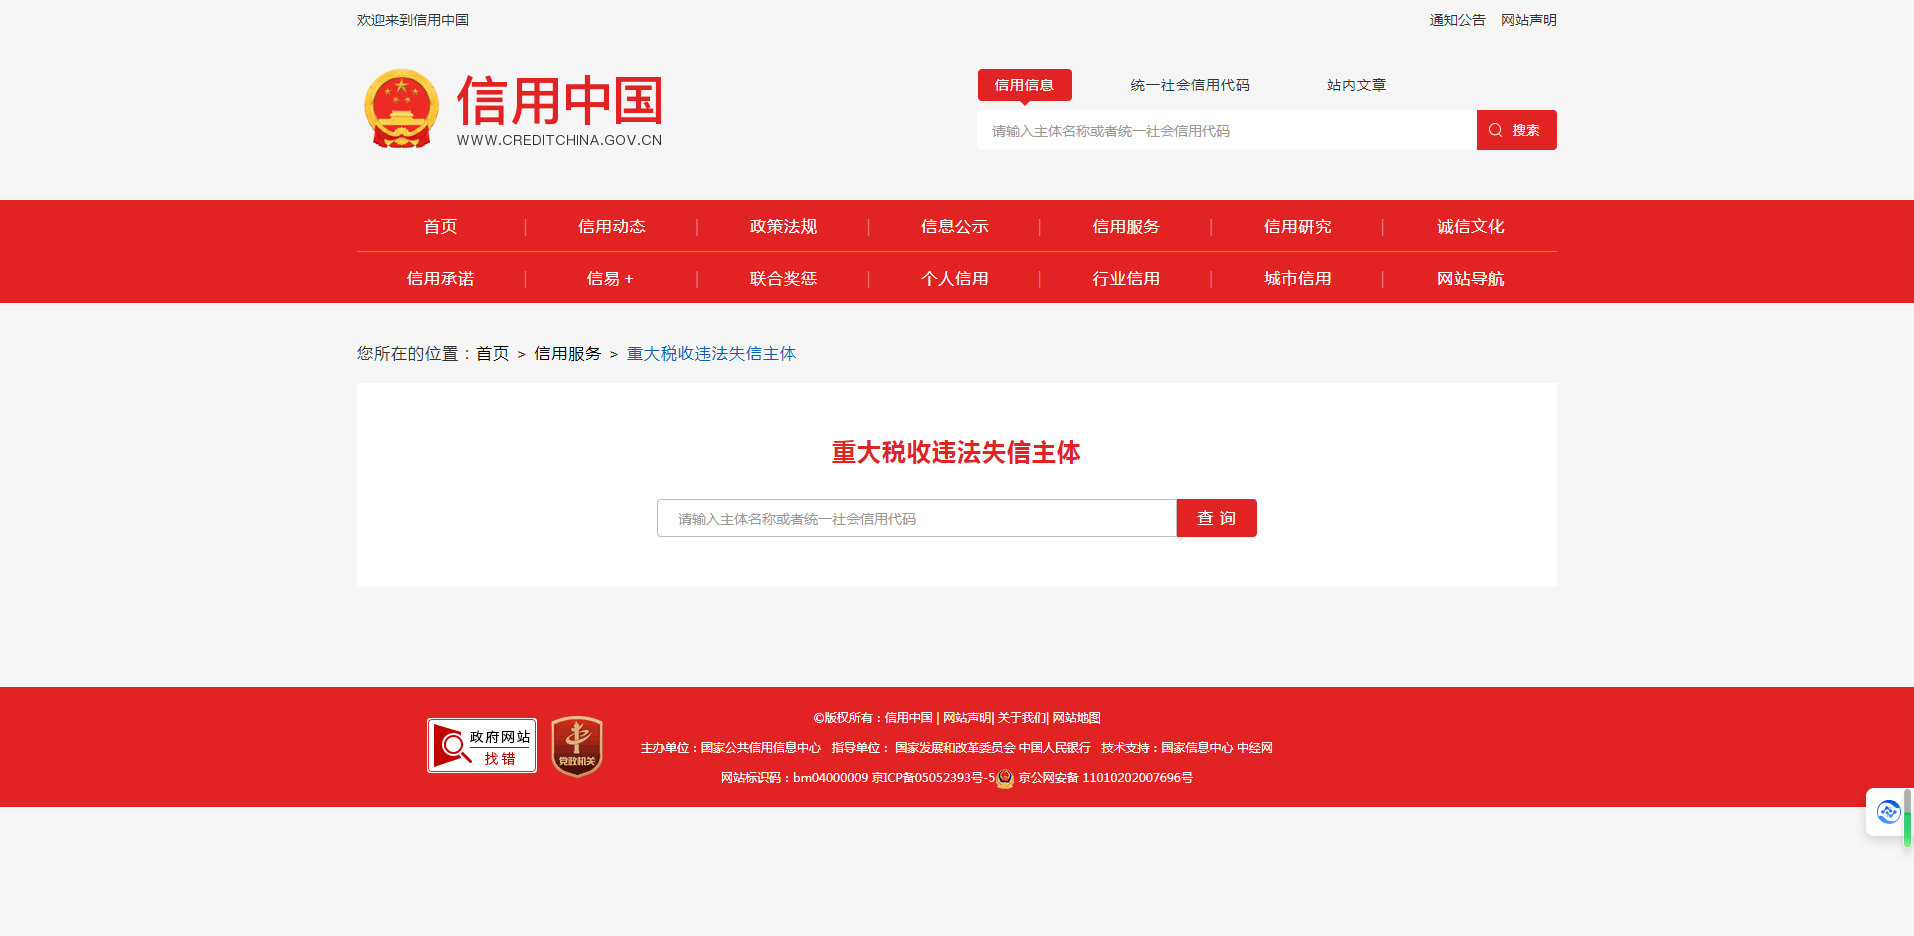 欢迎来到信用中国
通知公告 网站声明
信用中国
WWW.CREDITCHINA.GOV.CN
信用信息 统一社会信用代码 站内文章
请输入主体名称或者统一社会信用代码 搜索
首页 | 信用动态 | 政策法规 | 信息公示 | 信用服务 | 信用研究 | 诚信文化
信用承诺 | 信易+ | 联合奖惩 | 个人信用 | 行业信用 | 城市信用 | 网站导航
您所在的位置：首页 > 信用服务 > 重大税收违法失信主体
重大税收违法失信主体
请输入主体名称或者统一社会信用代码 查 询
政府网站
找错
党政机关
©版权所有：信用中国 | 网站声明| 关于我们| 网站地图
主办单位：国家公共信用信息中心 指导单位： 国家发展和改革委员会 中国人民银行 技术支持：国家信息中心 中经网
网站标识码：bm04000009 京ICP备05052393号-5 京公网安备 11010202007696号